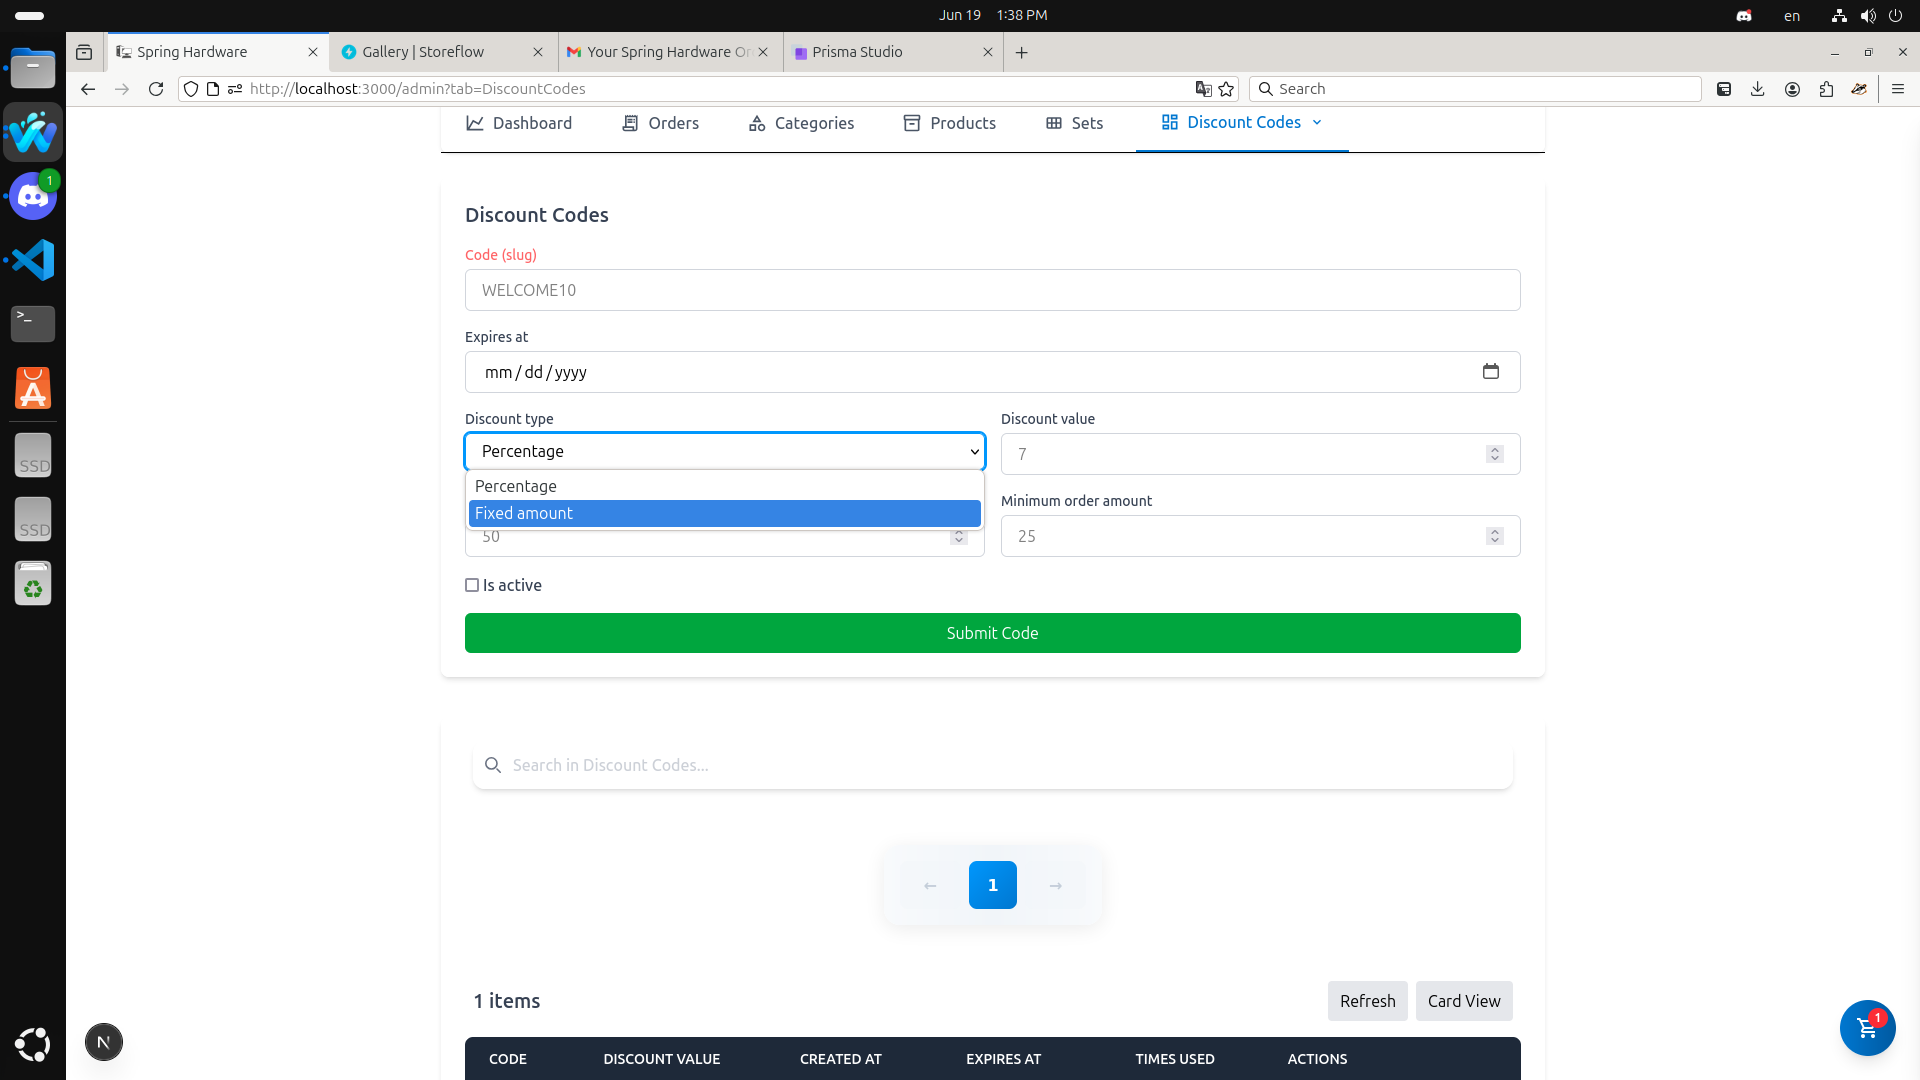 Jun 19 1:38 PM
en
Spring Hardware
Gallery | Storeflow
Your Spring Hardware Or
Prisma Studio
http://localhost:3000/admin?tab=DiscountCodes
Search
1
Dashboard
Orders
Categories
Products
Sets
Discount Codes
>_
Discount Codes
Code (slug)
WELCOME10
Expires at
mm / dd / yyyy
Discount type
Discount value
Percentage
7
Percentage
Fixed amount
Minimum order amount
50
25
SSD
SSD
Is active
Submit Code
Search in Discount Codes...
← 1 →
1 items
Refresh
Card View
1
N
CODE
DISCOUNT VALUE
CREATED AT
EXPIRES AT
TIMES USED
ACTIONS